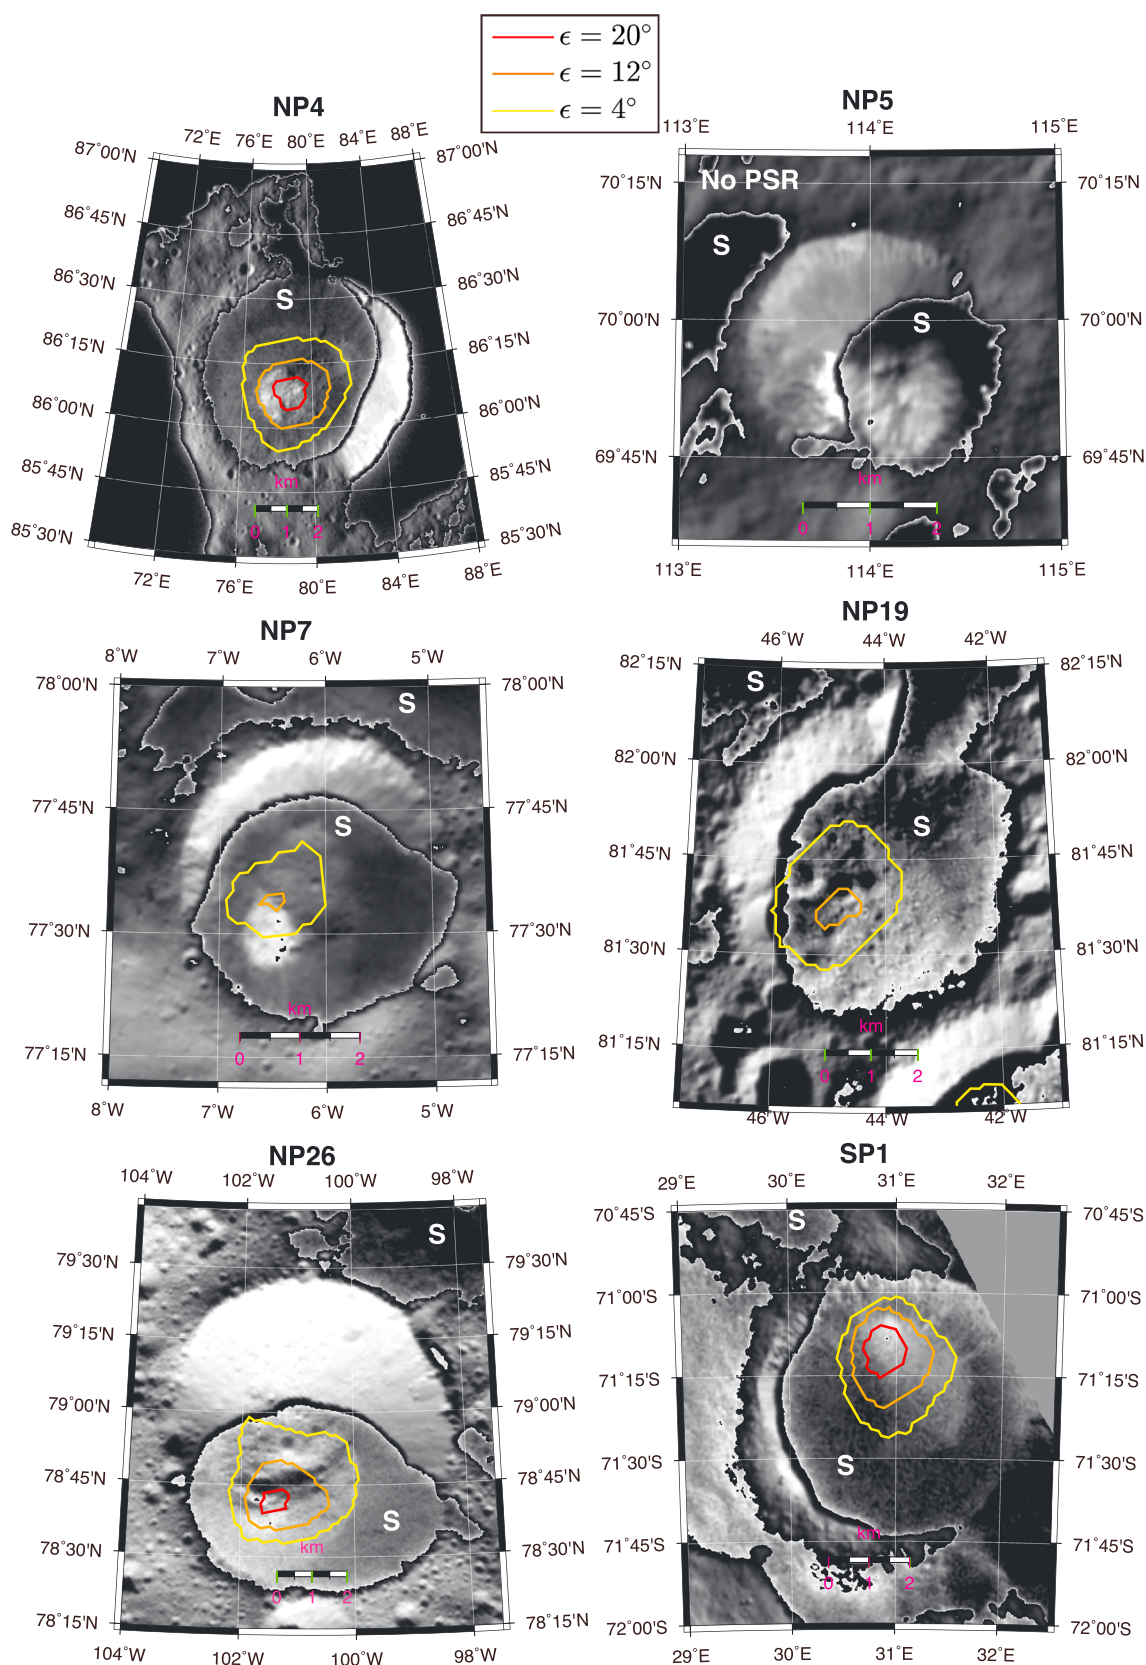 ϵ = 20°
ϵ = 12°
ϵ = 4°
NP4
72°E 76°E 80°E 84°E 88°E
87°00'N 87°00'N
86°45'N 86°45'N
86°30'N 86°30'N
S
86°15'N 86°15'N
86°00'N 86°00'N
85°45'N 85°45'N
km
0 1 2
85°30'N 85°30'N
72°E 76°E 80°E 84°E 88°E
NP5
113°E 114°E 115°E
No PSR
70°15'N 70°15'N
S
70°00'N S 70°00'N
69°45'N 69°45'N
km
0 1 2
113°E 114°E 115°E
NP7
8°W 7°W 6°W 5°W
78°00'N 78°00'N
S
77°45'N 77°45'N
S
77°30'N 77°30'N
km
0 1 2
77°15'N 77°15'N
8°W 7°W 6°W 5°W
NP19
46°W 44°W 42°W
82°15'N 82°15'N
S
82°00'N 82°00'N
S
81°45'N 81°45'N
81°30'N 81°30'N
km
81°15'N 81°15'N
0 1 2
46°W 44°W 42°W
NP26
104°W 102°W 100°W 98°W
S
79°30'N 79°30'N
79°15'N 79°15'N
79°00'N 79°00'N
78°45'N 78°45'N
S
78°30'N 78°30'N
km
0 1 2
78°15'N 78°15'N
104°W 102°W 100°W 98°W
SP1
29°E 30°E 31°E 32°E
70°45'S S 70°45'S
71°00'S 71°00'S
71°15'S 71°15'S
71°30'S S 71°30'S
km
71°45'S 71°45'S
0 1 2
72°00'S 72°00'S
29°E 30°E 31°E 32°E